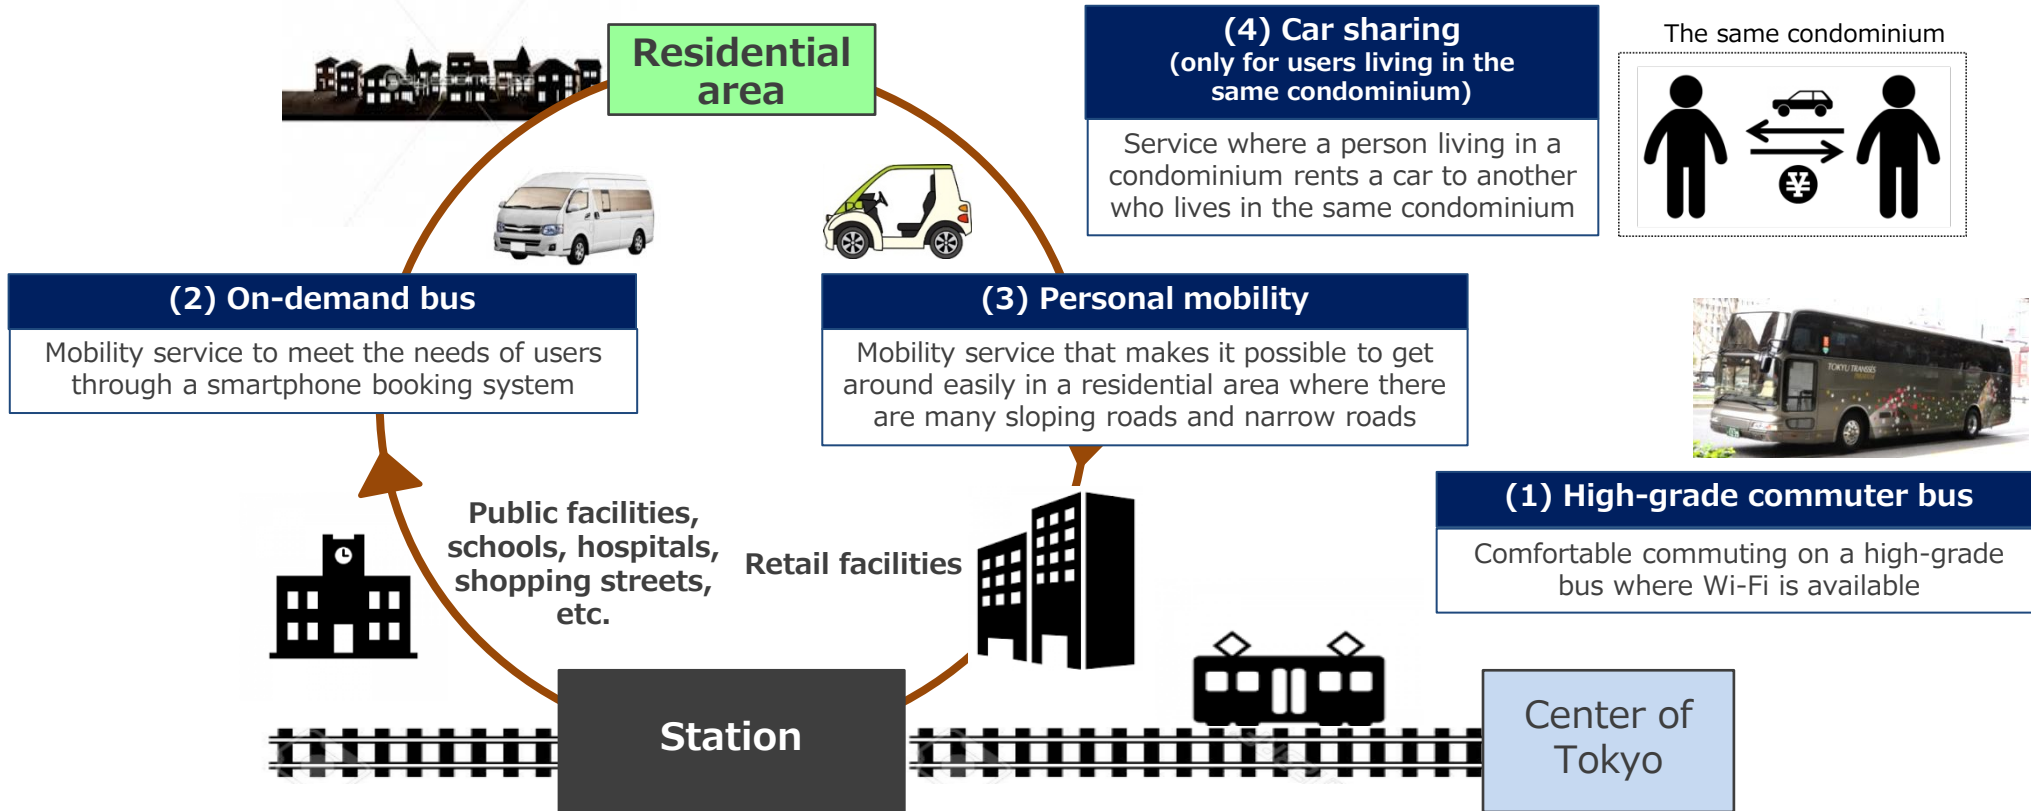 Residential
area
(4) Car sharing
(only for users living in the
same condominium)
Service where a person living in a
condominium rents a car to another
who lives in the same condominium
The same condominium
¥
(2) On-demand bus
Mobility service to meet the needs of users
through a smartphone booking system
(3) Personal mobility
Mobility service that makes it possible to get
around easily in a residential area where there
are many sloping roads and narrow roads
TOKYU TRANSSÉS
(1) High-grade commuter bus
Comfortable commuting on a high-grade
bus where Wi-Fi is available
Public facilities,
schools, hospitals,
shopping streets,
etc.
Retail facilities
Station
Center of
Tokyo